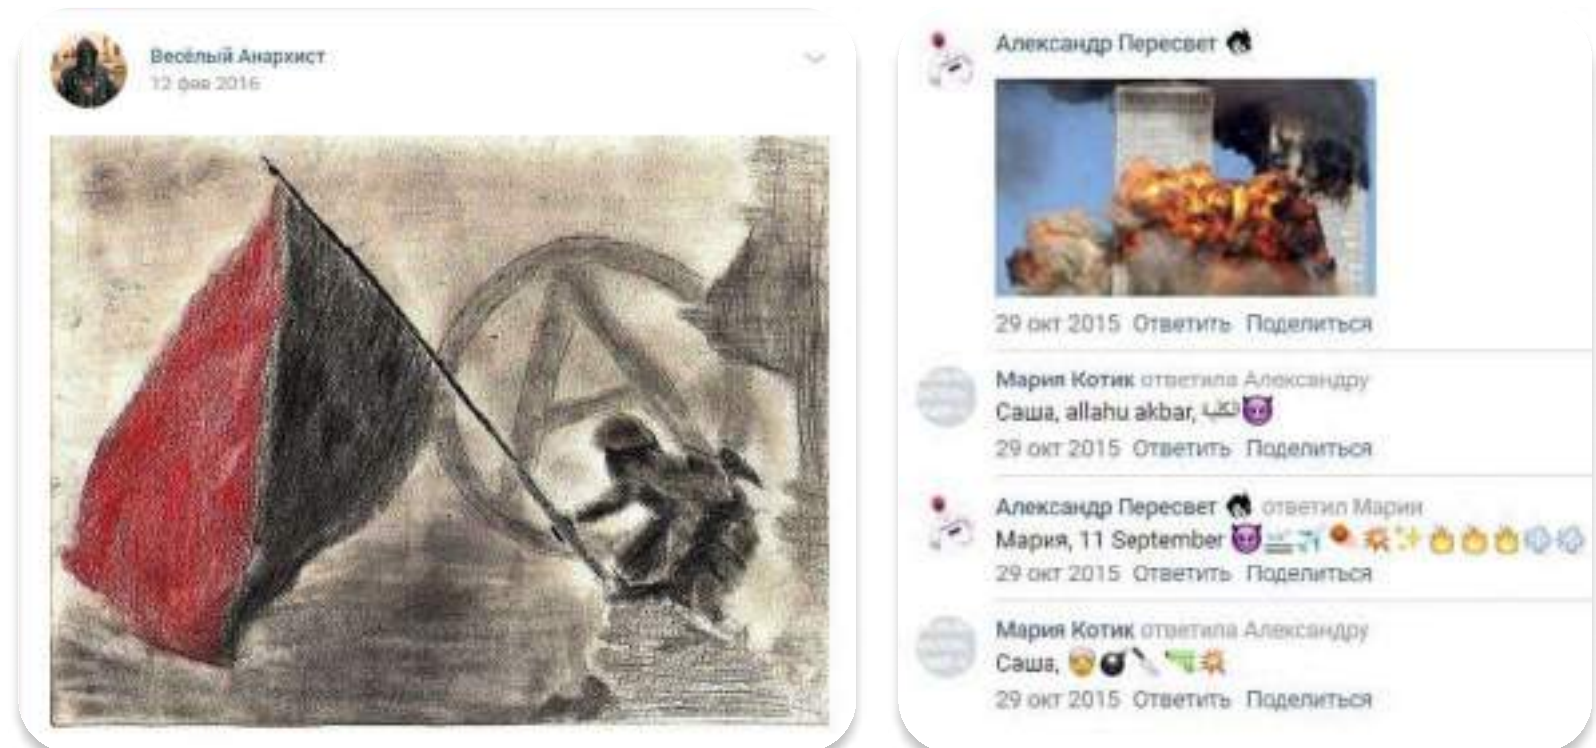 Весёлый Анархист
12 фев 2016
Александр Пересвет
29 окт 2015 Ответить Поделиться
Мария Котик ответила Александру
Саша, allahu akbar,
29 окт 2015 Ответить Поделиться
Александр Пересвет ответил Марии
Мария, 11 September 😈
29 окт 2015 Ответить Поделиться
Мария Котик ответила Александру
Саша,
29 окт 2015 Ответить Поделиться